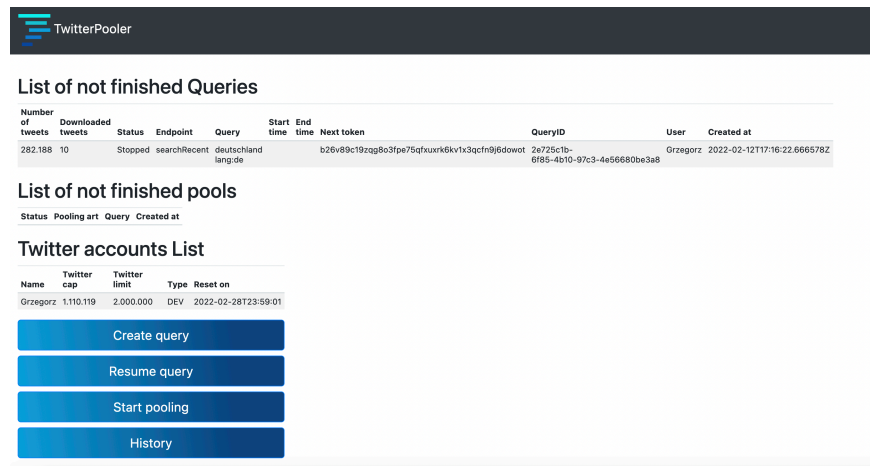 TwitterPooler
List of not finished Queries
Number of tweets Downloaded tweets Status Endpoint Query Start time End time Next token QueryID User Created at
282.188 10 Stopped searchRecent deutschland lang:de b26v89c19zqg8o3fpe75qfxuxrk6kv1x3qcfn9j6dowot 2e725c1b-6f85-4b10-97c3-4e56680be3a8 Grzegorz 2022-02-12T17:16:22.666578Z
List of not finished pools
Status Pooling art Query Created at
Twitter accounts List
Name Twitter cap Twitter limit Type Reset on
Grzegorz 1.110.119 2.000.000 DEV 2022-02-28T23:59:01
Create query
Resume query
Start pooling
History